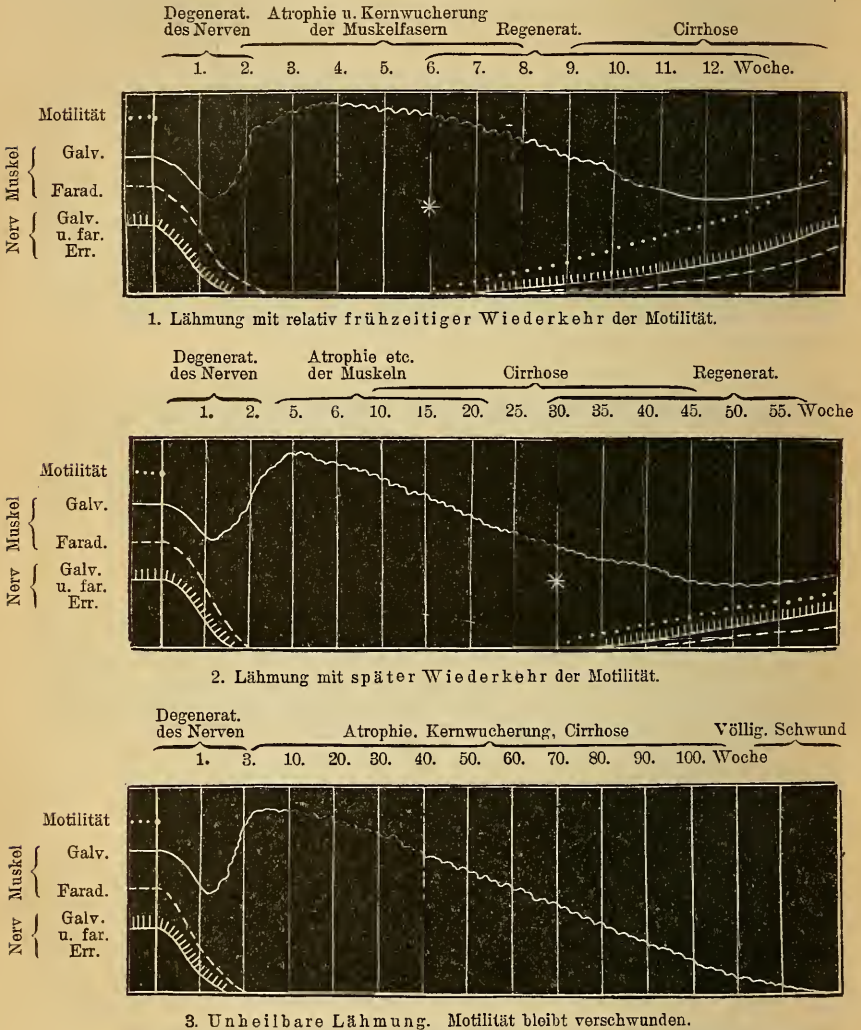 Degenerat. Atrophie u. Kernwucherung
des Nerven der Muskelfasern Regenerat. Cirrhose
1. 2. 3. 4. 5. 6. 7. 8. 9. 10. 11. 12. Woche.
Motilität
Muskel
Galv.
Farad.
Nerv
Galv.
u. far.
Err.
1. Lähmung mit relativ frühzeitiger Wiederkehr der Motilität.
Degenerat. Atrophie etc.
des Nerven der Muskeln Cirrhose Regenerat.
1. 2. 5. 6. 10. 15. 20. 25. 30. 35. 40. 45. 50. 55. Woche
Motilität
Muskel
Galv.
Farad.
Nerv
Galv.
u. far.
Err.
2. Lähmung mit später Wiederkehr der Motilität.
Degenerat.
des Nerven Atrophie. Kernwucherung, Cirrhose Völlig. Schwund
1. 3. 10. 20. 30. 40. 50. 60. 70. 80. 90. 100. Woche
Motilität
Muskel
Galv.
Farad.
Nerv
Galv.
u. far.
Err.
3. Unheilbare Lähmung. Motilität bleibt verschwunden.